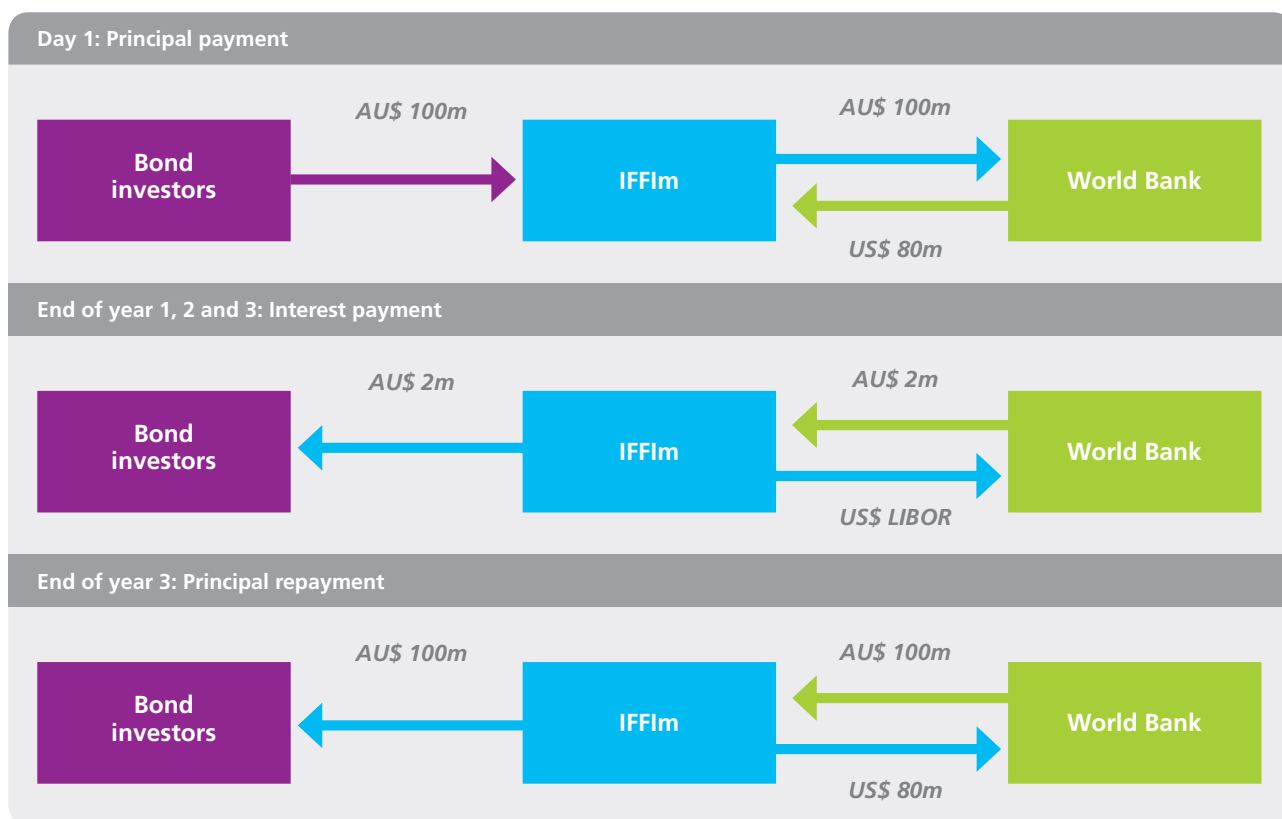 Day 1: Principal payment
AU$ 100m
AU$ 100m
Bond
investors
IFFIm
World Bank
US$ 80m
End of year 1, 2 and 3: Interest payment
AU$ 2m
AU$ 2m
Bond
investors
IFFIm
World Bank
US$ LIBOR
End of year 3: Principal repayment
AU$ 100m
AU$ 100m
Bond
investors
IFFIm
World Bank
US$ 80m